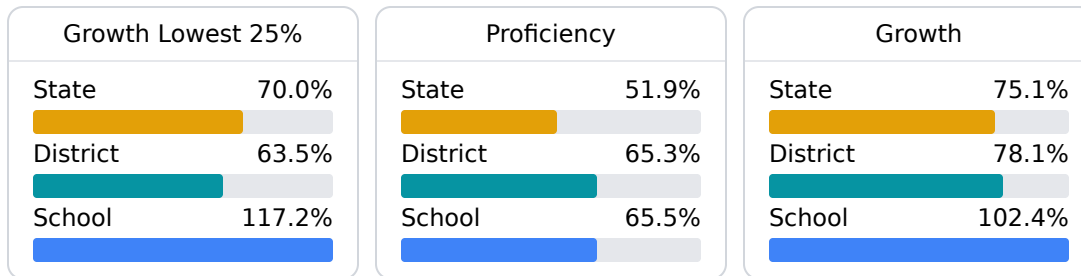 Growth Lowest 25%
State 70.0%
District 63.5%
School 117.2%
Proficiency
State 51.9%
District 65.3%
School 65.5%
Growth
State 75.1%
District 78.1%
School 102.4%